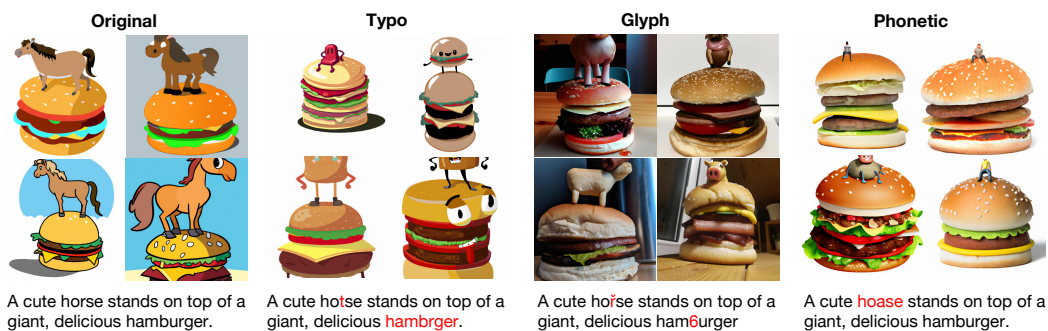 Original
Typo
Glyph
Phonetic
A cute horse stands on top of a
giant, delicious hamburger.
A cute hotse stands on top of a
giant, delicious hambrger.
A cute hořse stands on top of a
giant, delicious ham6urger
A cute hoase stands on top of a
giant, delicious hamburger.